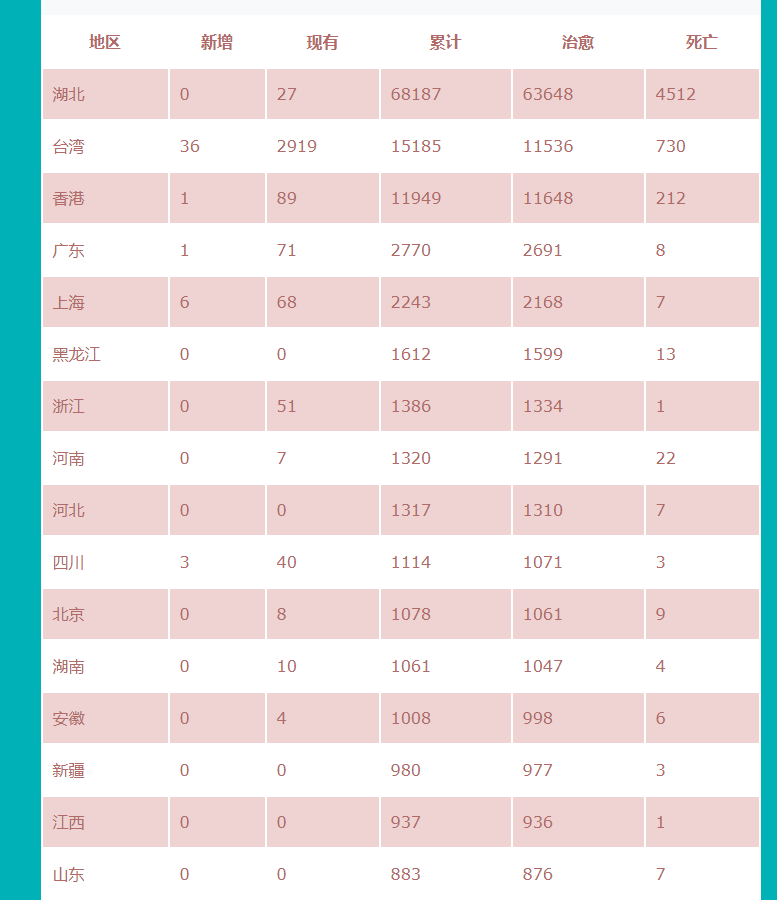 地区 新增 现有 累计 治愈 死亡
湖北 0 27 68187 63648 4512
台湾 36 2919 15185 11536 730
香港 1 89 11949 11648 212
广东 1 71 2770 2691 8
上海 6 68 2243 2168 7
黑龙江 0 0 1612 1599 13
浙江 0 51 1386 1334 1
河南 0 7 1320 1291 22
河北 0 0 1317 1310 7
四川 3 40 1114 1071 3
北京 0 8 1078 1061 9
湖南 0 10 1061 1047 4
安徽 0 4 1008 998 6
新疆 0 0 980 977 3
江西 0 0 937 936 1
山东 0 0 883 876 7